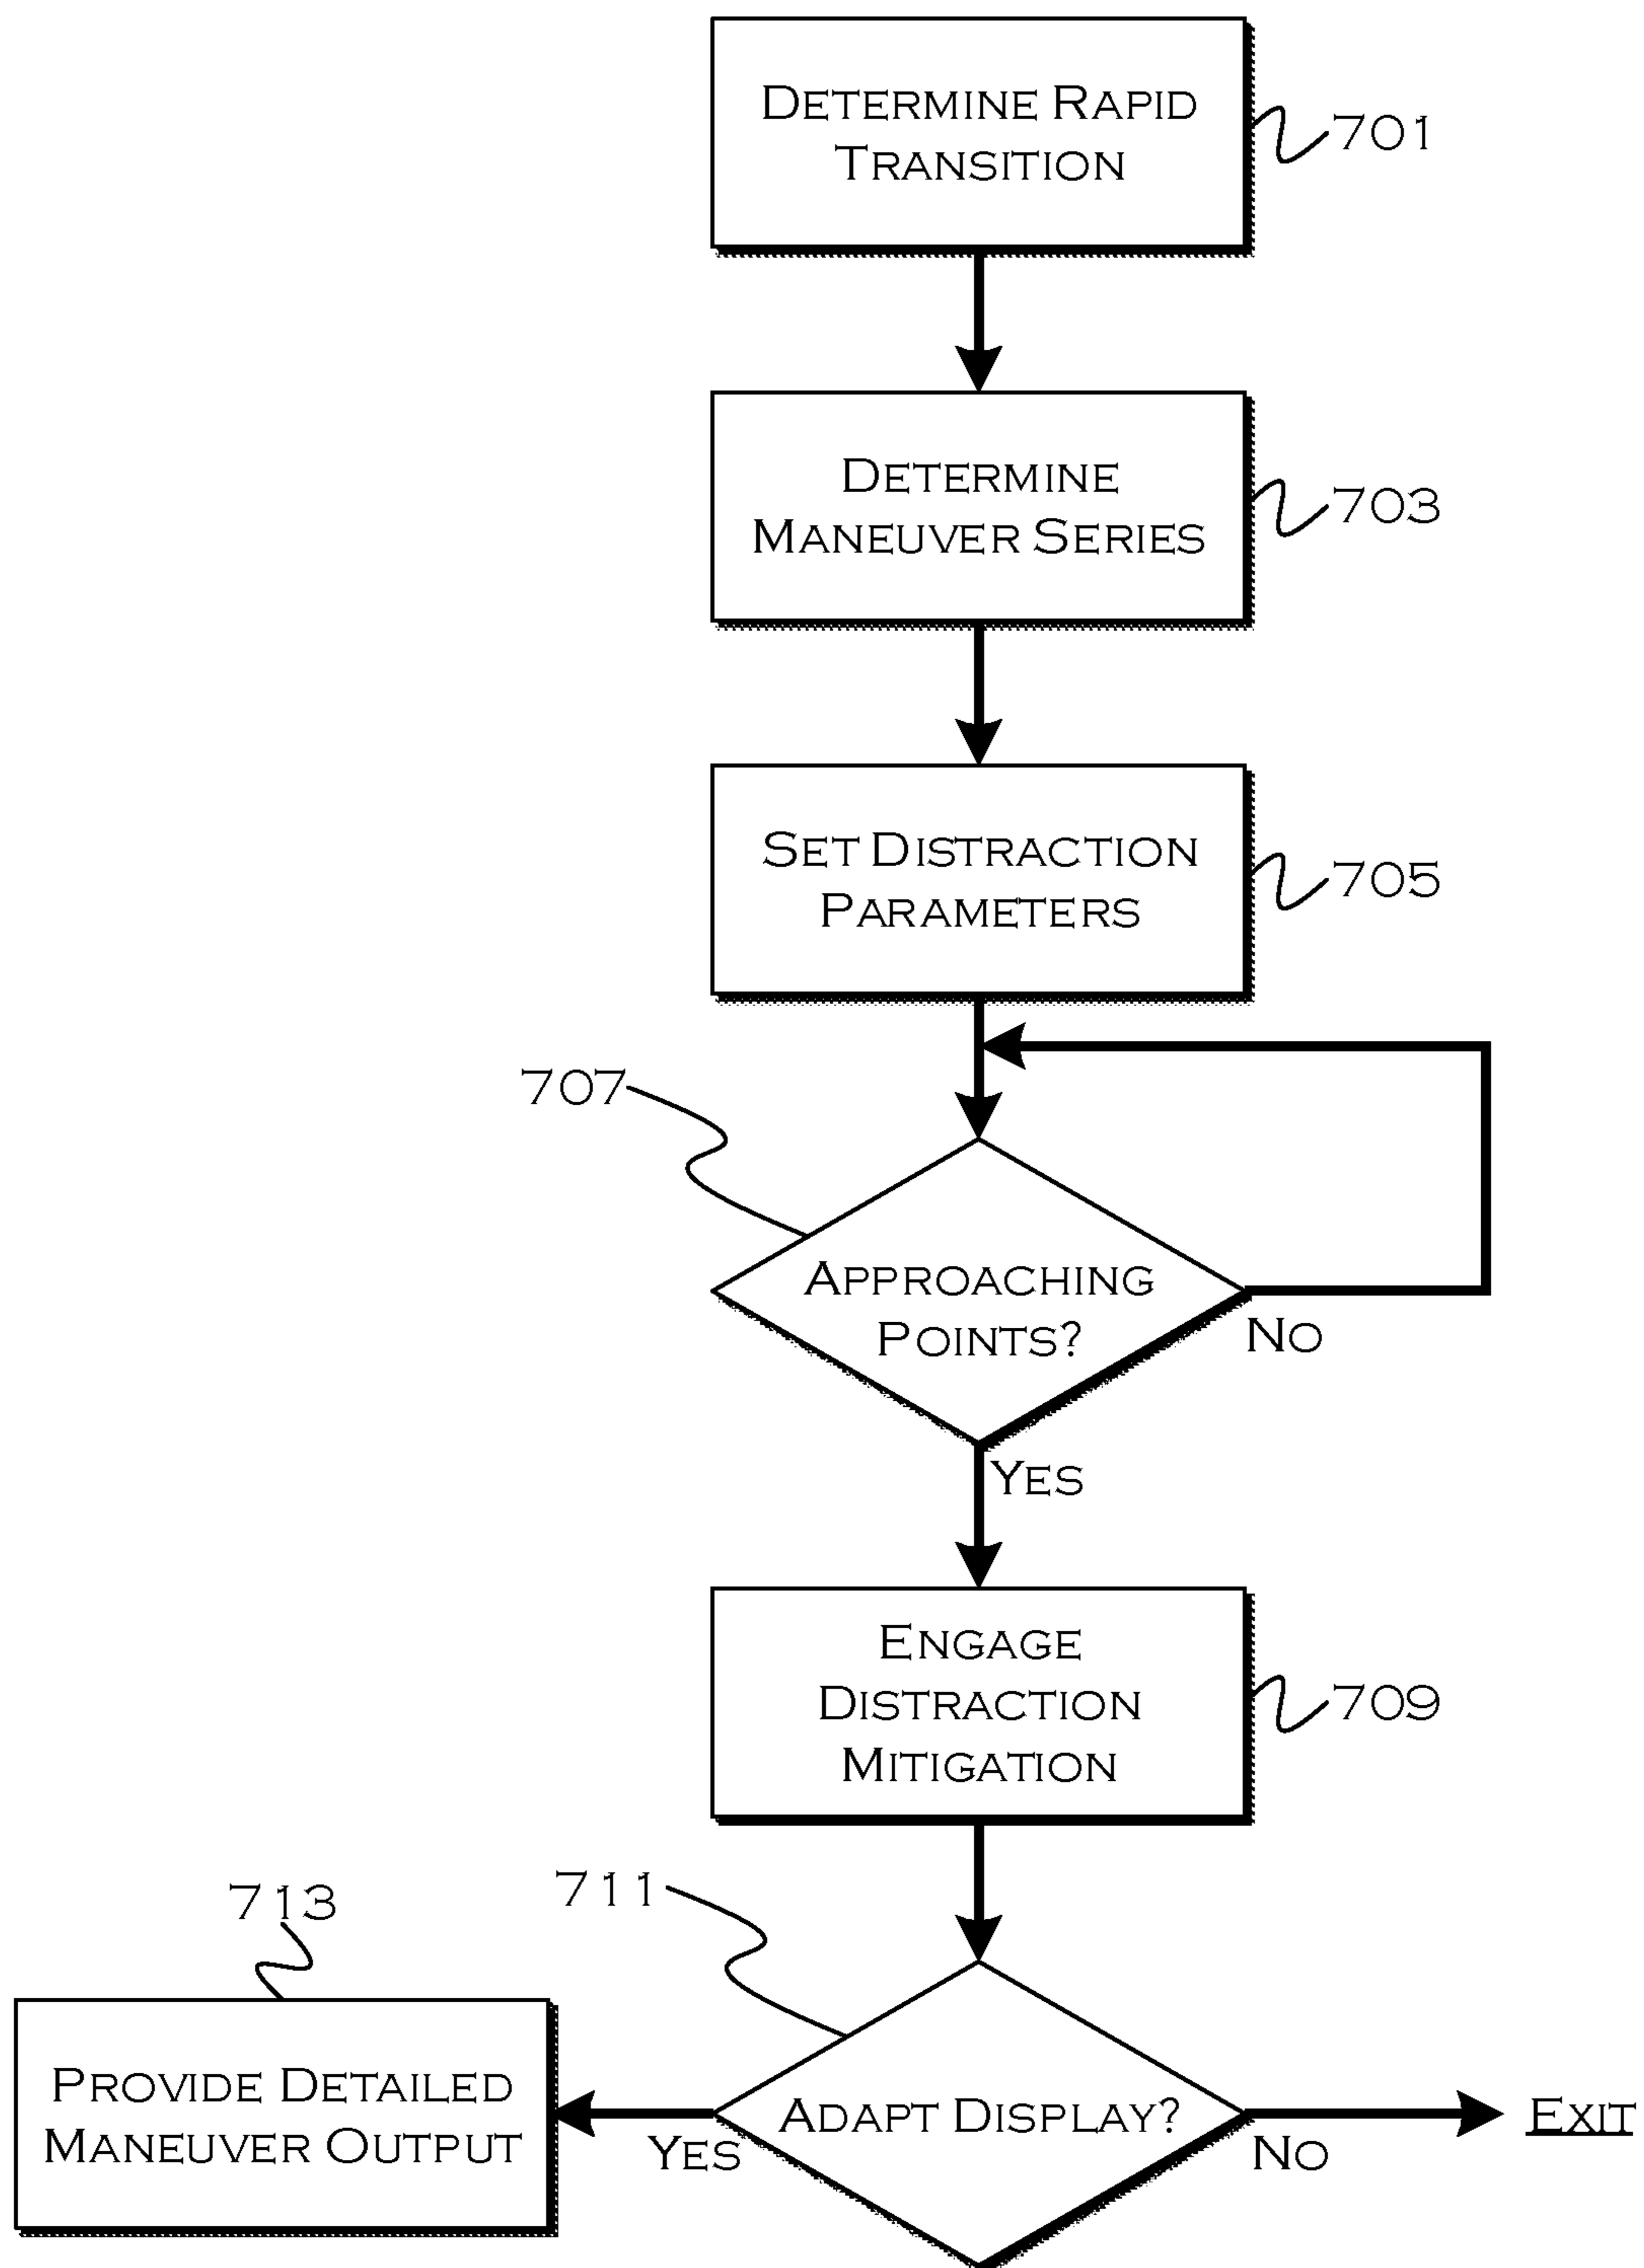 DETERMINE RAPID
TRANSITION
701
DETERMINE
MANEUVER SERIES
703
SET DISTRACTION
PARAMETERS
705
707
APPROACHING
POINTS?
NO
YES
ENGAGE
DISTRACTION
MITIGATION
709
711
713
PROVIDE DETAILED
MANEUVER OUTPUT
YES
ADAPT DISPLAY?
NO
EXIT